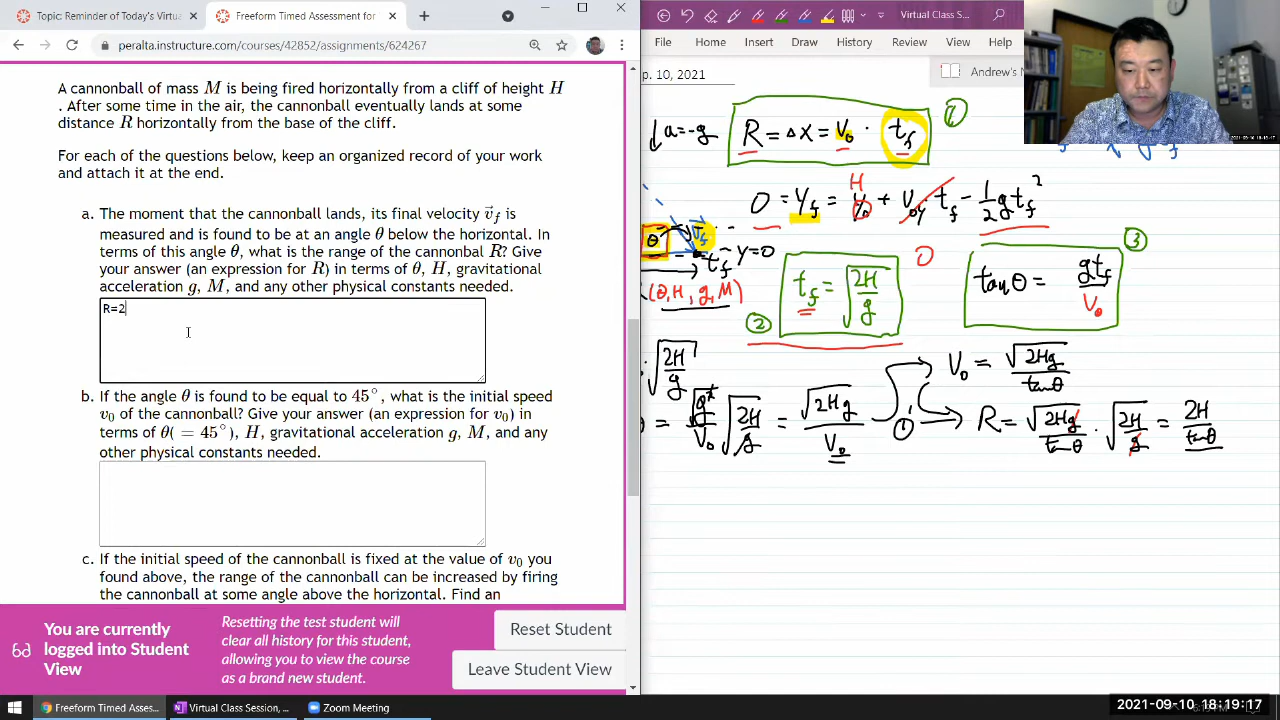 Topic: Reminder of Today's Virtual
Freeform Timed Assessment for
peralta.instructure.com/courses/42852/assignments/624267
A cannonball of mass M is being fired horizontally from a cliff of height H
. After some time in the air, the cannonball eventually lands at some
distance R horizontally from the base of the cliff.
For each of the questions below, keep an organized record of your work
and attach it at the end.
a. The moment that the cannonball lands, its final velocity v⃗f is
measured and is found to be at an angle θ below the horizontal. In
terms of this angle θ, what is the range of the connonbal R? Give
your answer (an expression for R) in terms of θ, H, gravitational
acceleration g, M, and any other physical constants needed.
R=2
b. If the angle θ is found to be equal to 45°, what is the initial speed
v0 of the cannonball? Give your answer (an expression for v0) in
terms of θ(= 45°), H, gravitational acceleration g, M, and any
other physical constants needed.
c. If the initial speed of the cannonball is fixed at the value of v0 you
found above, the range of the cannonball can be increased by firing
the cannonball at some angle above the horizontal. Find an
You are currently
logged into Student
View
Resetting the test student will
clear all history for this student,
allowing you to view the course
as a brand new student.
Reset Student
Leave Student View
Virtual Class S...
File Home Insert Draw History Review View
p. 10, 2021
Andrew's N
↓a=-g
R = Δx = v0 · tf
①
0 = yf = y0 + v0y tf - 1/2 g tf²
H
0
θ
v⃗f
y=0
tf
(θ, H, g, M)
tf = √(2H/g)
②
tanθ = g tf / v0
③
· √(2H/g)
= g/v0 √(2H/g) = √(2Hg)/v0
①
v0 = √(2Hg)/tanθ
R = √(2Hg)/tanθ · √(2H/g) = 2H/tanθ
Freeform Timed Asses...
Virtual Class Session, ...
Zoom Meeting
2021-09-10 18:19:17